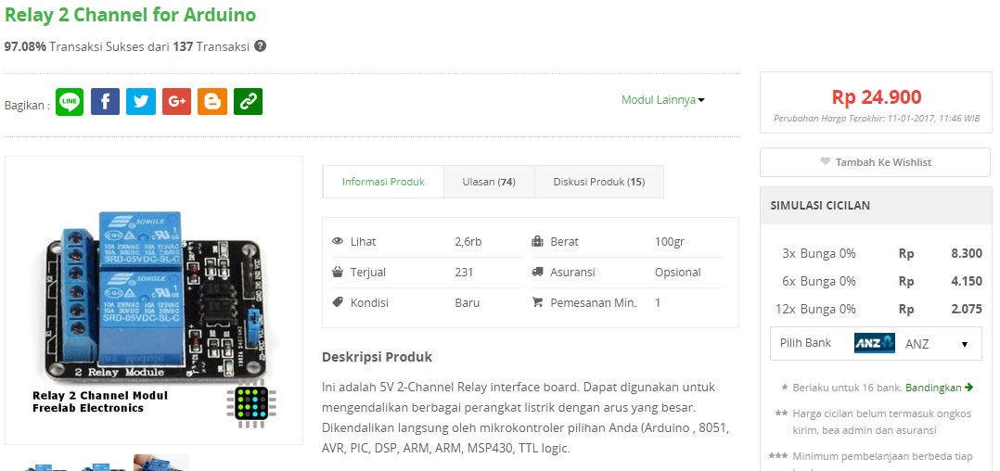 Relay 2 Channel for Arduino
97.08% Transaksi Sukses dari 137 Transaksi ?
Bagikan :
LINE
G+
Modul Lainnya
Rp 24.900
Perubahan Harga Terakhir: 11-01-2017, 11:46 WIB
Tambah Ke Wishlist
SIMULASI CICILAN
3x Bunga 0% Rp 8.300
6x Bunga 0% Rp 4.150
12x Bunga 0% Rp 2.075
Pilih Bank ANZ ANZ
* Berlaku untuk 16 bank. Bandingkan
** Harga cicilan belum termasuk ongkos
kirim, bea admin dan asuransi
*** Minimum pembelanjaan berbeda tiap
SONGLE
10A 250VAC 10A 125VAC
10A 30VDC 10A 28VDC
SRD-05VDC-SL-C
SONGLE
10A 250VAC 10A 125VAC
10A 30VDC 10A 28VDC
SRD-05VDC-SL-C
2 Relay Module
Relay 2 Channel Modul
Freelab Electronics
Informasi Produk Ulasan (74) Diskusi Produk (15)
Lihat 2,6rb Berat 100gr
Terjual 231 Asuransi Opsional
Kondisi Baru Pemesanan Min. 1
Deskripsi Produk
Ini adalah 5V 2-Channel Relay interface board. Dapat digunakan untuk
mengendalikan berbagai perangkat listrik dengan arus yang besar.
Dikendalikan langsung oleh mikrokontroler pilihan Anda (Arduino , 8051,
AVR, PIC, DSP, ARM, ARM, MSP430, TTL logic.